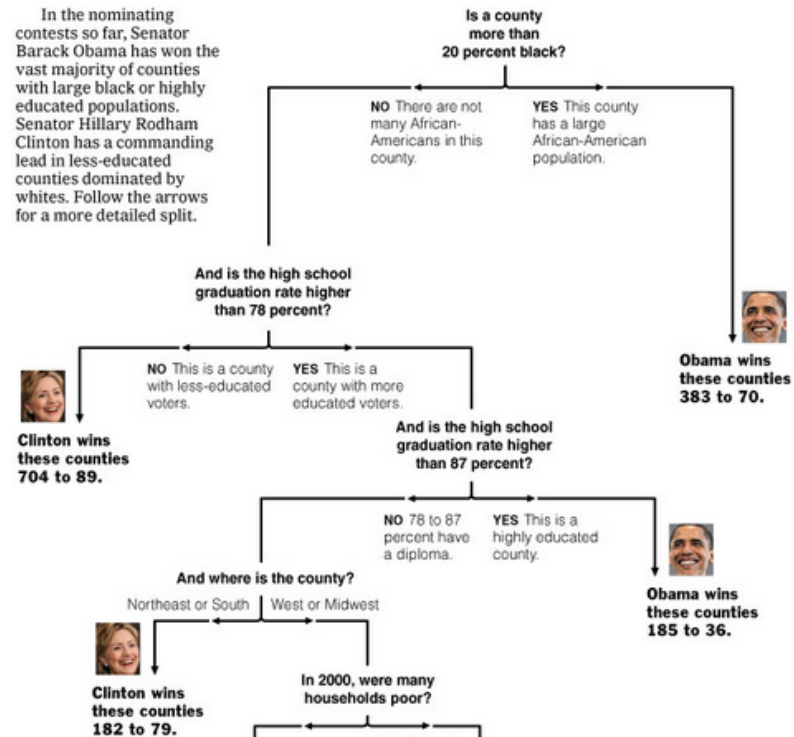 In the nominating
contests so far, Senator
Barack Obama has won the
vast majority of counties
with large black or highly
educated populations.
Senator Hillary Rodham
Clinton has a commanding
lead in less-educated
counties dominated by
whites. Follow the arrows
for a more detailed split.
Is a county
more than
20 percent black?
NO There are not
many African-
Americans in this
county.
YES This county
has a large
African-American
population.
And is the high school
graduation rate higher
than 78 percent?
Obama wins
these counties
383 to 70.
NO This is a county
with less-educated
voters.
YES This is a
county with more
educated voters.
Clinton wins
these counties
704 to 89.
And is the high school
graduation rate higher
than 87 percent?
NO 78 to 87
percent have
a diploma.
YES This is a
highly educated
county.
Obama wins
these counties
185 to 36.
And where is the county?
Northeast or South
West or Midwest
Clinton wins
these counties
182 to 79.
In 2000, were many
households poor?